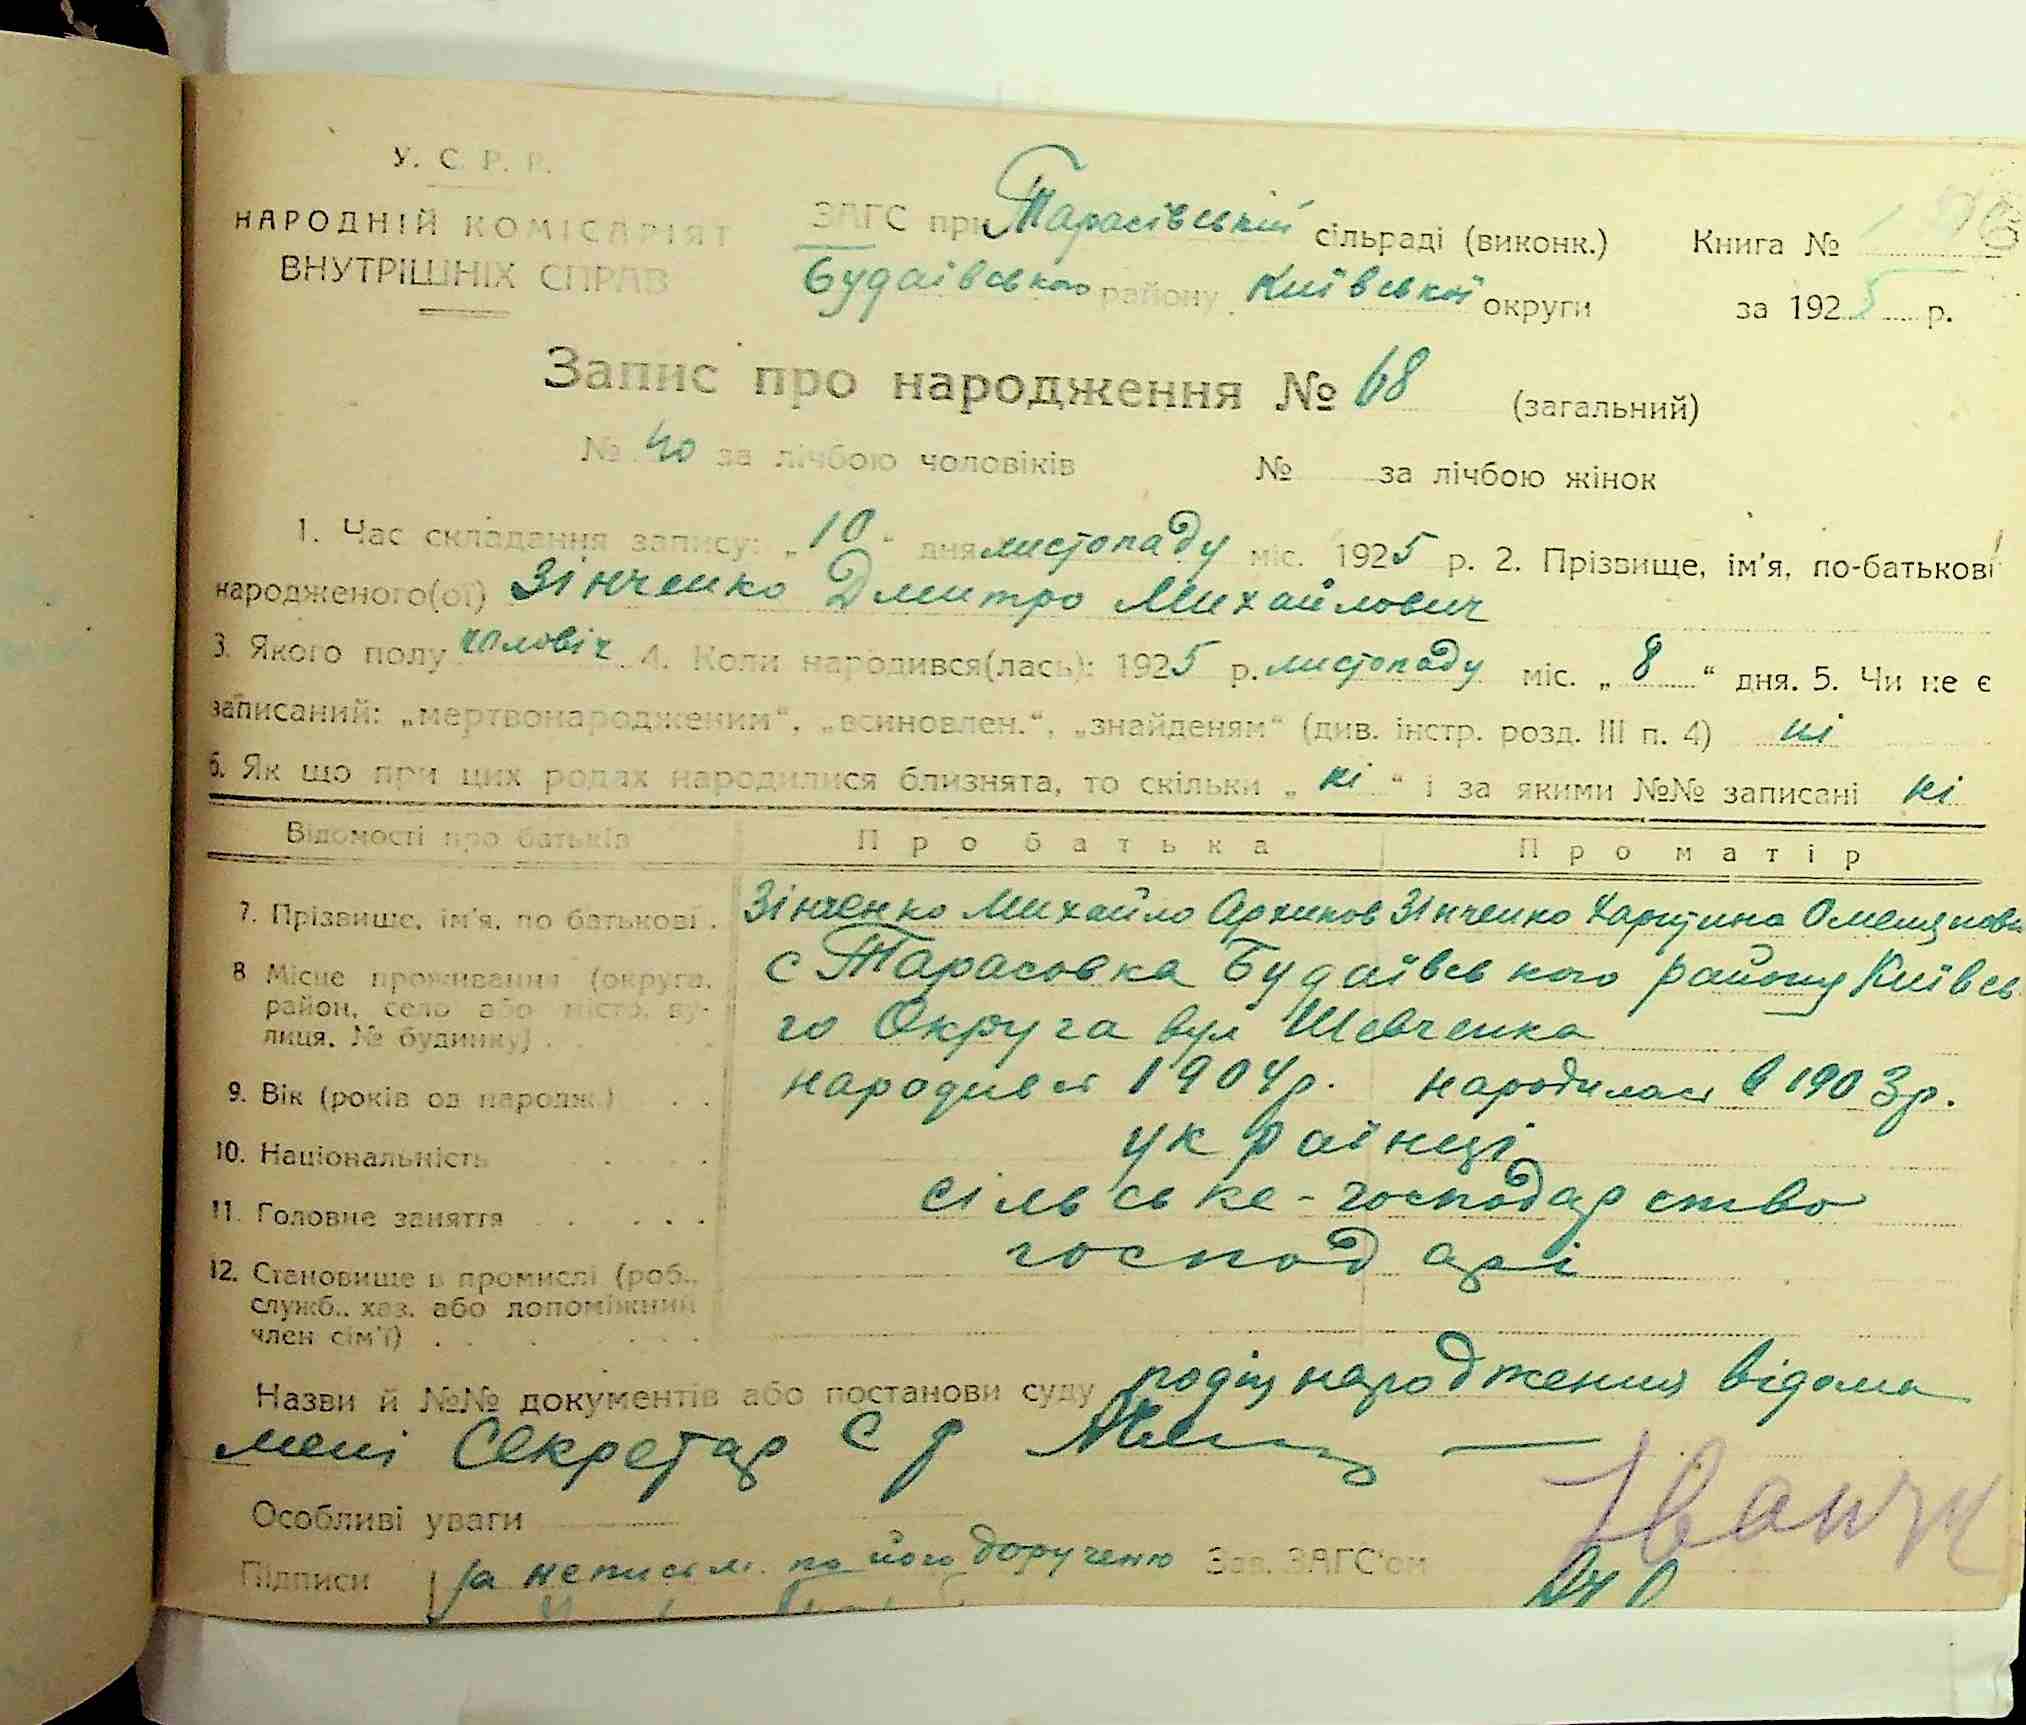 У. С. Р. Р.
НАРОДНІЙ КОМІСАРІЯТ
ВНУТРІШНІХ СПРАВ
ЗАГС при Тарасівській сільраді (виконк.) Книга №
Будаївського району Київської округи за 1925 р.
Запис про народження № 68 (загальний)
№ 40 за лічбою чоловіків № за лічбою жінок
1. Час складання запису: „10“ дня листопаду міс. 1925 р. 2. Прізвище, ім'я, по-батькові
народженого(ої) Зінченко Дмитро Михайлович
3. Якого полу чоловіч 4. Коли народився(лась): 1925 р. листопаду міс. „8“ дня. 5. Чи не є
записаний: „мертвонародженим“, „всиновлен.“, „знайденям“ (див. інстр. розд. III п. 4) ні
6. Як що при цих родах народилися близнята, то скільки „ні“ і за якими №№ записані ні
Відомості про батьків Про батька Про матір
7. Прізвище, ім'я, по батькові . Зінченко Михайло Архипов Зінченко Харитина Омелянови
8 Місце проживання (округа, район, село або місто, вулиця, № будинку) . . с Тарасовка Будаївського району Київсь
го Округа вул Шевченка
9. Вік (років од народж.) . . народився 1904 р. народилася в 1903 р.
10. Національність . . . українці
11. Головне заняття . . . . сільське-господарство
12. Становище в промислі (роб., служб., хаз. або допоміжний член сім'ї) . . . господарі
Назви й №№ документів або постанови суду подія народження відома
мені Секретар С р
Особливі уваги
Підписи За неписьм. по його дорученю Зав. ЗАГС'ом